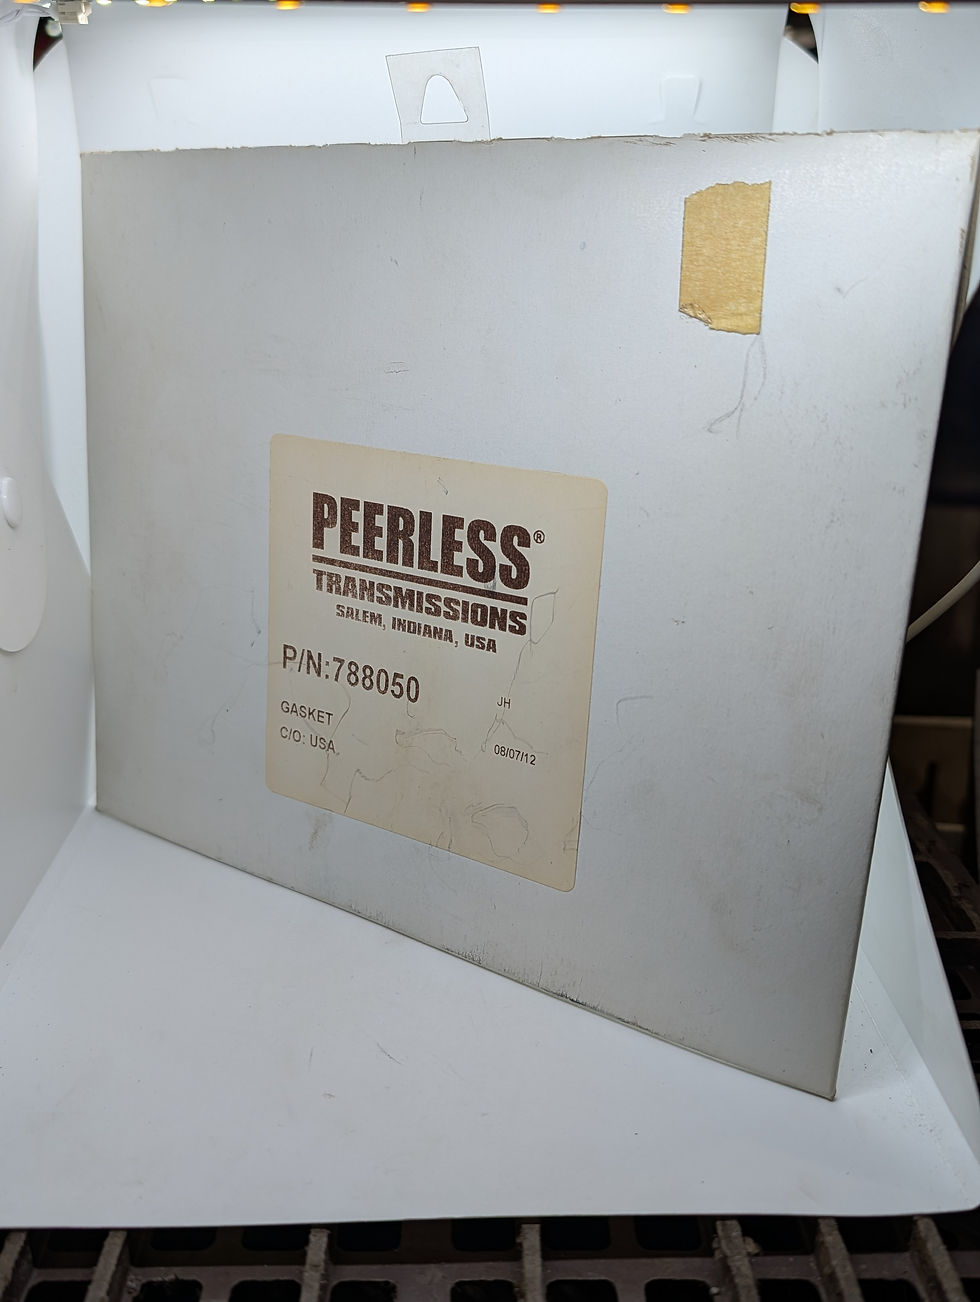 PEERLESS®
TRANSMISSIONS
SALEM, INDIANA, USA
P/N:788050
JH
GASKET
C/O: USA
08/07/12